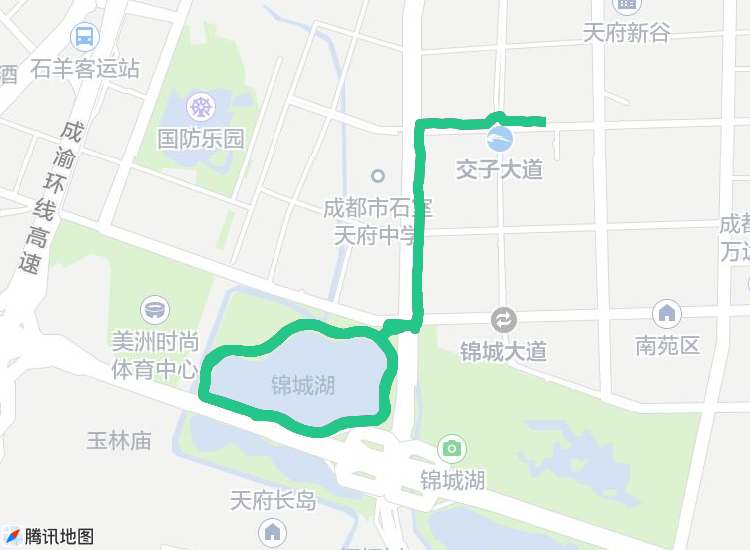 天府新谷
石羊客运站
酒
国防乐园
成渝环线高速
交子大道
成都市石室
天府中学
成都
万达
美洲时尚
体育中心
锦城大道
南苑区
锦城湖
玉林庙
锦城湖
天府长岛
腾讯地图